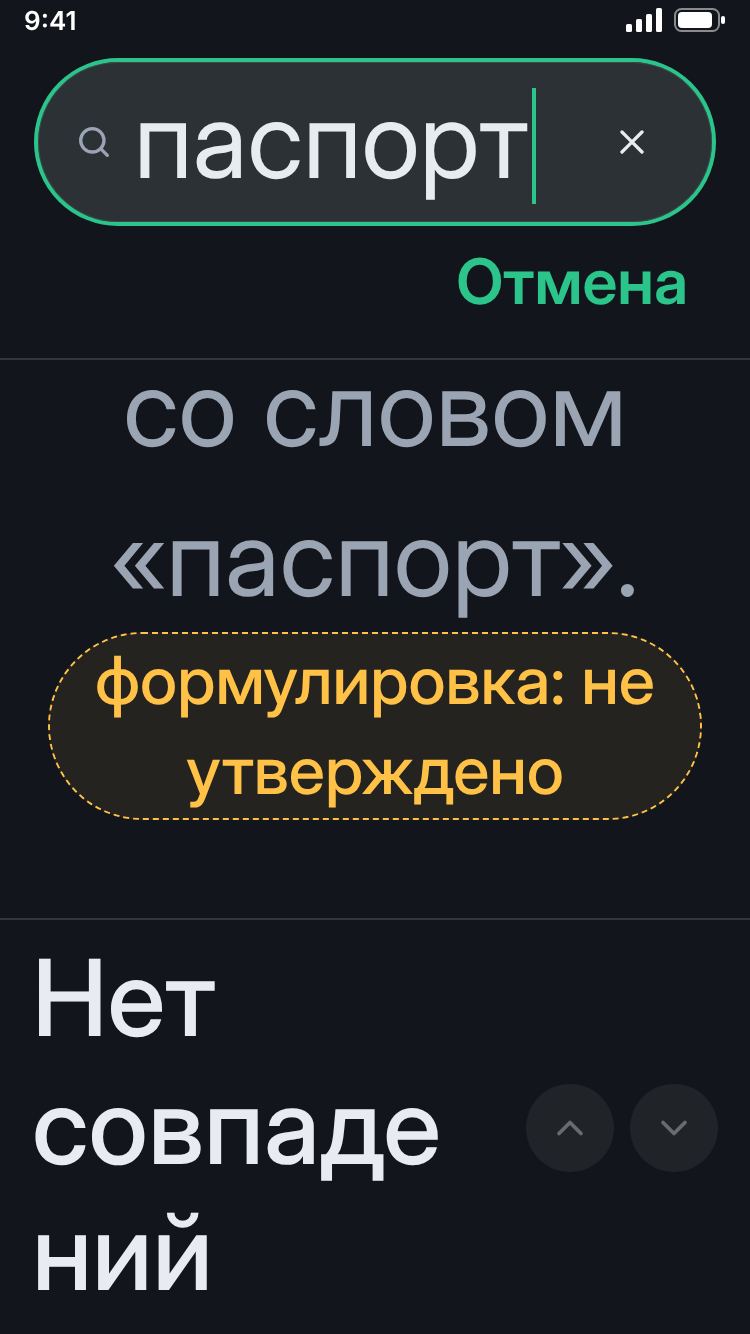 9:41
паспорт
Отмена
со словом
«паспорт».
формулировка: не
утверждено
Нет
совпаде
ний